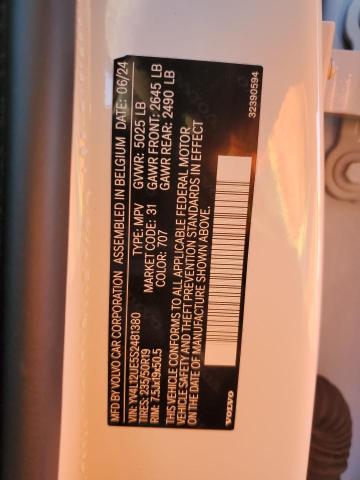 MFD BY VOLVO CAR CORPORATION ASSEMBLED IN BELGIUM DATE: 06/24
VIN: YV4L12UE5S2481380 TYPE: MPV GVWR: 5025 LB
TIRES: 235/50R19 MARKET CODE: 31 GAWR FRONT: 2645 LB
RIM: 7.5Jx19x50.5 COLOR: 707 GAWR REAR: 2490 LB
THIS VEHICLE CONFORMS TO ALL APPLICABLE FEDERAL MOTOR
VEHICLE SAFETY AND THEFT PREVENTION STANDARDS IN EFFECT
ON THE DATE OF MANUFACTURE SHOWN ABOVE.
VOLVO 32390594